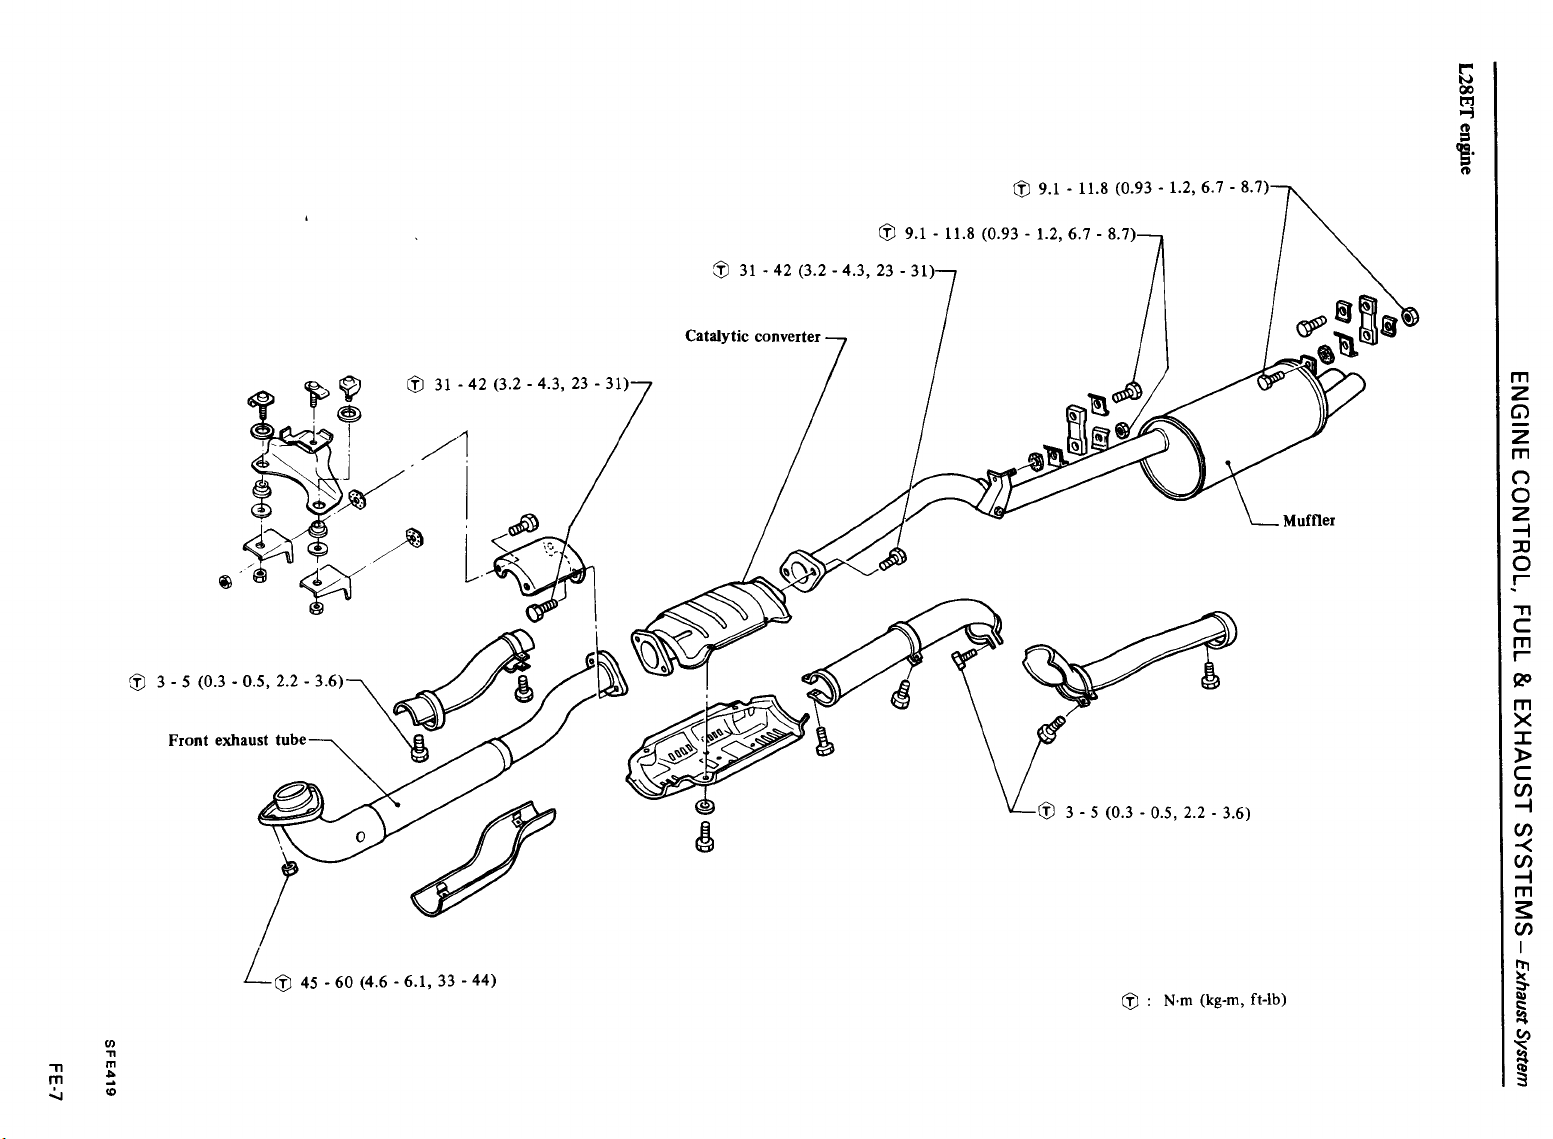 ENGINE CONTROL, FUEL & EXHAUST SYSTEMS – Exhaust System
L28ET engine
Ⓣ 9.1 - 11.8 (0.93 - 1.2, 6.7 - 8.7)
Ⓣ 9.1 - 11.8 (0.93 - 1.2, 6.7 - 8.7)
Ⓣ 31 - 42 (3.2 - 4.3, 23 - 31)
Catalytic converter
Ⓣ 31 - 42 (3.2 - 4.3, 23 - 31)
Muffler
Ⓣ 3 - 5 (0.3 - 0.5, 2.2 - 3.6)
Front exhaust tube
Ⓣ 3 - 5 (0.3 - 0.5, 2.2 - 3.6)
Ⓣ 45 - 60 (4.6 - 6.1, 33 - 44)
Ⓣ : N·m (kg-m, ft-lb)
SFE419
FE-7